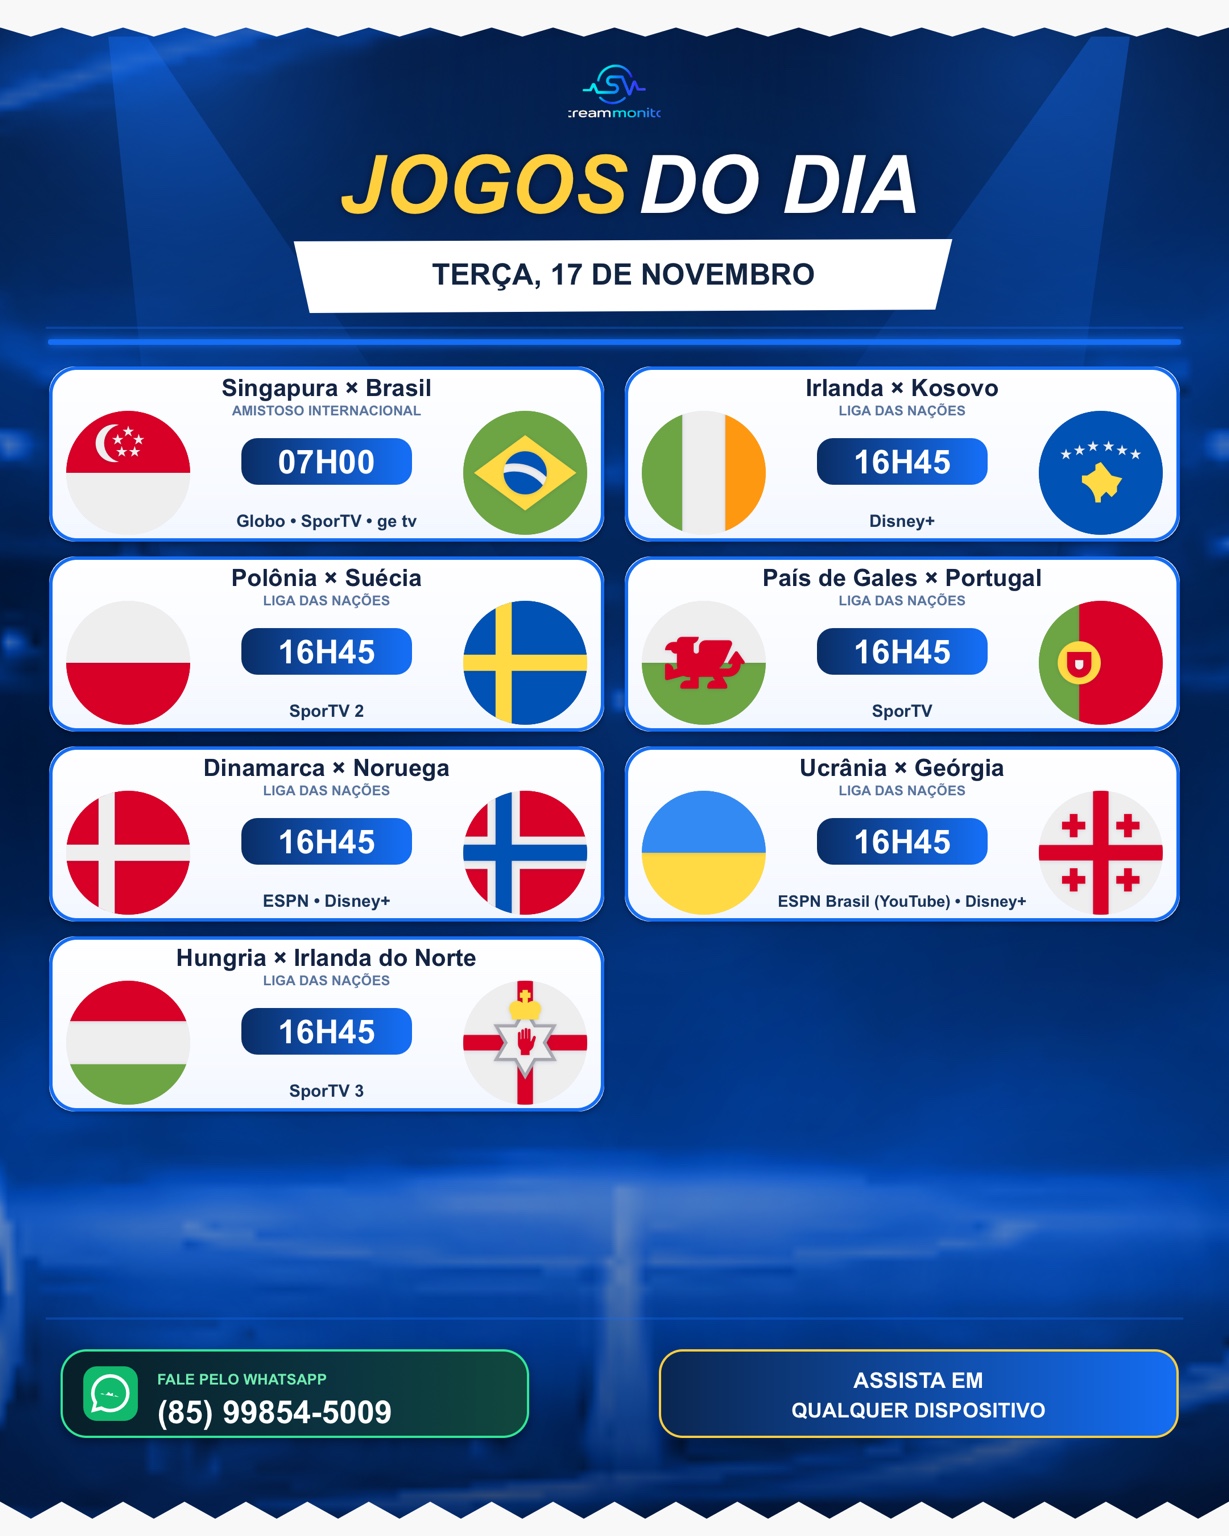 reammonito
JOGOS DO DIA
TERÇA, 17 DE NOVEMBRO
Singapura × Brasil
AMISTOSO INTERNACIONAL
07H00
Globo • SporTV • ge tv
Irlanda × Kosovo
LIGA DAS NAÇÕES
16H45
Disney+
Polônia × Suécia
LIGA DAS NAÇÕES
16H45
SporTV 2
País de Gales × Portugal
LIGA DAS NAÇÕES
16H45
SporTV
Dinamarca × Noruega
LIGA DAS NAÇÕES
16H45
ESPN • Disney+
Ucrânia × Geórgia
LIGA DAS NAÇÕES
16H45
ESPN Brasil (YouTube) • Disney+
Hungria × Irlanda do Norte
LIGA DAS NAÇÕES
16H45
SporTV 3
FALE PELO WHATSAPP
(85) 99854-5009
ASSISTA EM
QUALQUER DISPOSITIVO